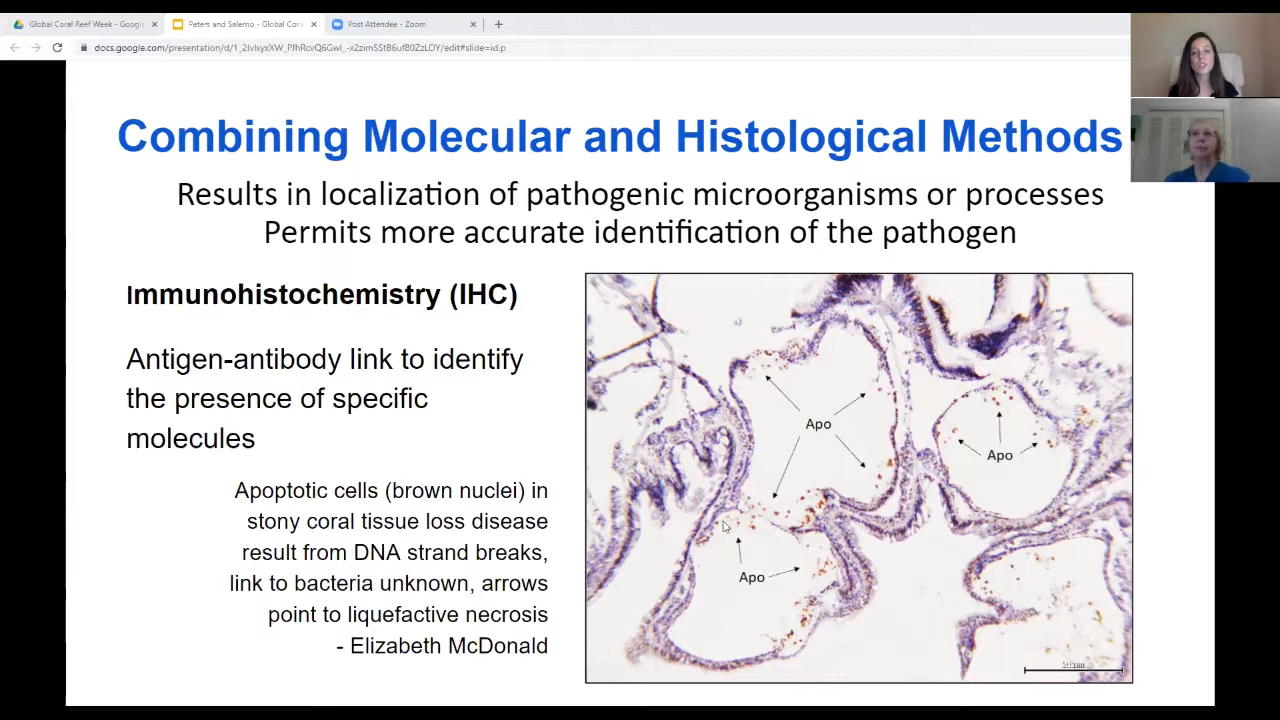 Global Coral Reef Week - Google
Peters and Salerno - Global Cora
Post Attendee - Zoom
Combining Molecular and Histological Methods
Results in localization of pathogenic microorganisms or processes
Permits more accurate identification of the pathogen
Immunohistochemistry (IHC)
Antigen-antibody link to identify
the presence of specific
molecules
Apoptotic cells (brown nuclei) in
stony coral tissue loss disease
result from DNA strand breaks,
link to bacteria unknown, arrows
point to liquefactive necrosis
- Elizabeth McDonald
Apo
Apo
Apo
50µm